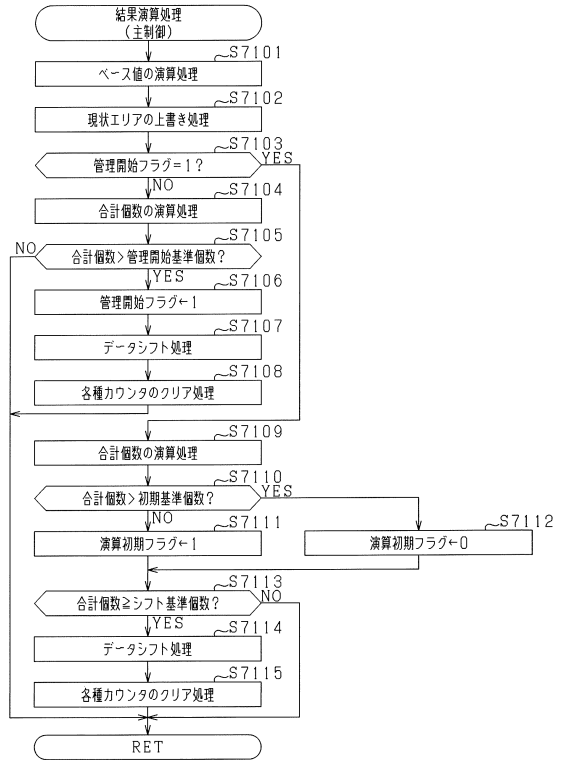 結果演算処理
(主制御)
S7101
ベース値の演算処理
S7102
現状エリアの上書き処理
S7103
管理開始フラグ=1?
YES
NO
S7104
合計個数の演算処理
S7105
NO
合計個数>管理開始基準個数?
YES
S7106
管理開始フラグ←1
S7107
データシフト処理
S7108
各種カウンタのクリア処理
S7109
合計個数の演算処理
S7110
合計個数>初期基準個数?
YES
NO
S7111
演算初期フラグ←1
S7112
演算初期フラグ←0
S7113
合計個数≧シフト基準個数?
NO
YES
S7114
データシフト処理
S7115
各種カウンタのクリア処理
RET